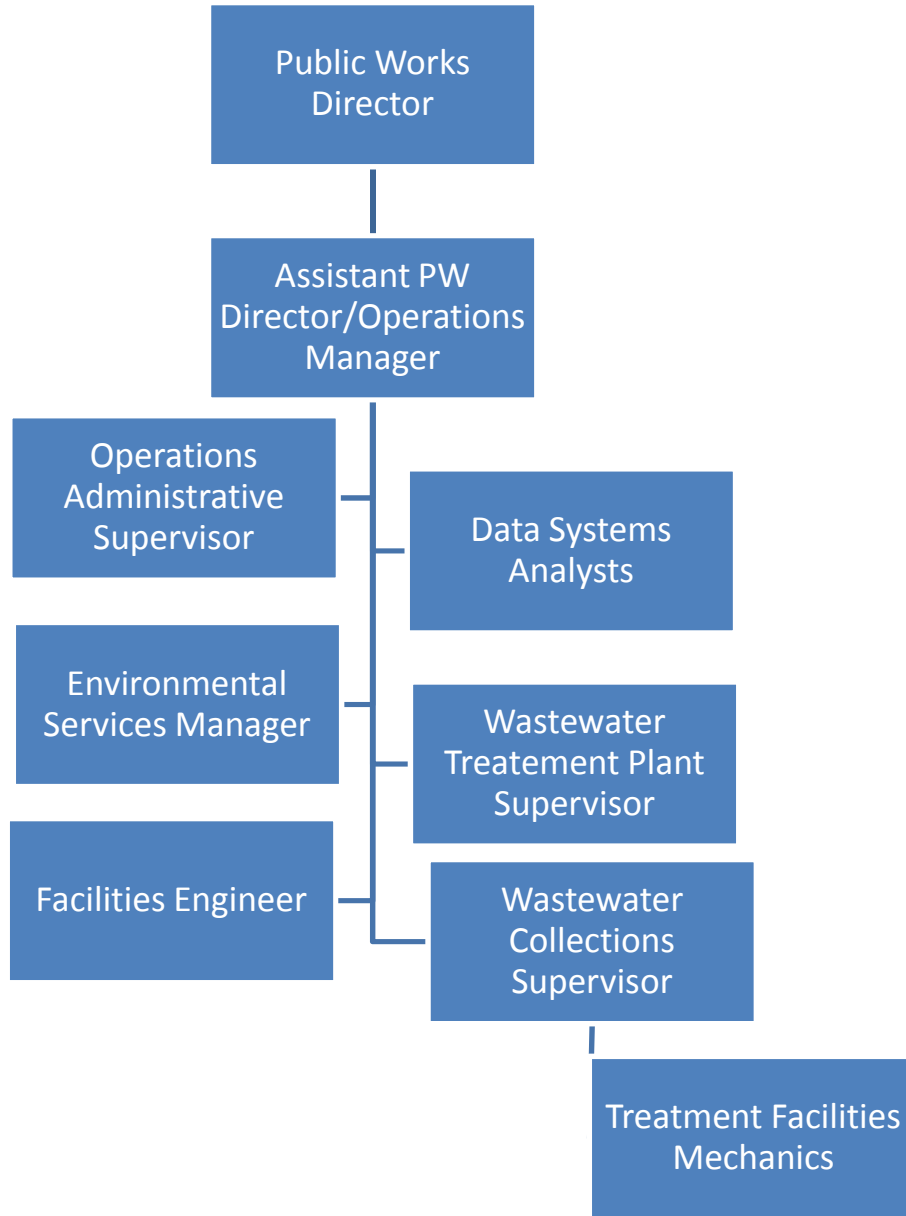 Public Works
Director
Assistant PW
Director/Operations
Manager
Operations
Administrative
Supervisor
Data Systems
Analysts
Environmental
Services Manager
Wastewater
Treatement Plant
Supervisor
Facilities Engineer
Wastewater
Collections
Supervisor
Treatment Facilities
Mechanics